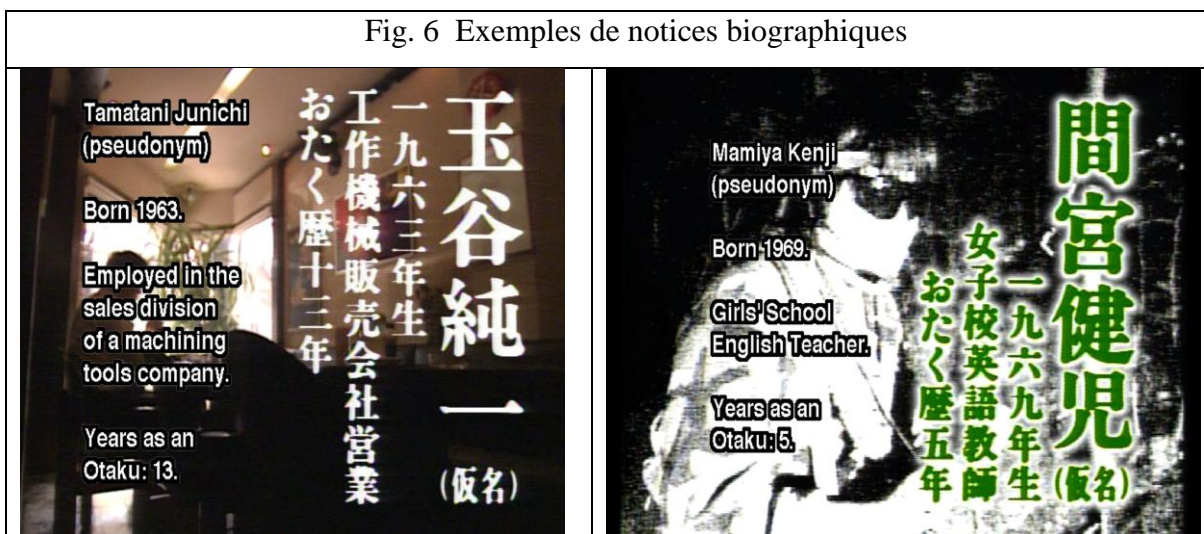 Fig. 6 Exemples de notices biographiques
Tamatani Junichi
(pseudonym)
Born 1963.
Employed in the
sales division
of a machining
tools company.
Years as an
Otaku: 13.
玉谷純一(仮名)
一九六三年生
工作機械販売会社営業
おたく歴十三年
Mamiya Kenji
(pseudonym)
Born 1969.
Girls' School
English Teacher.
Years as an
Otaku: 5.
間宮健児(仮名)
一九六九年生
女子校英語教師
おたく歴五年